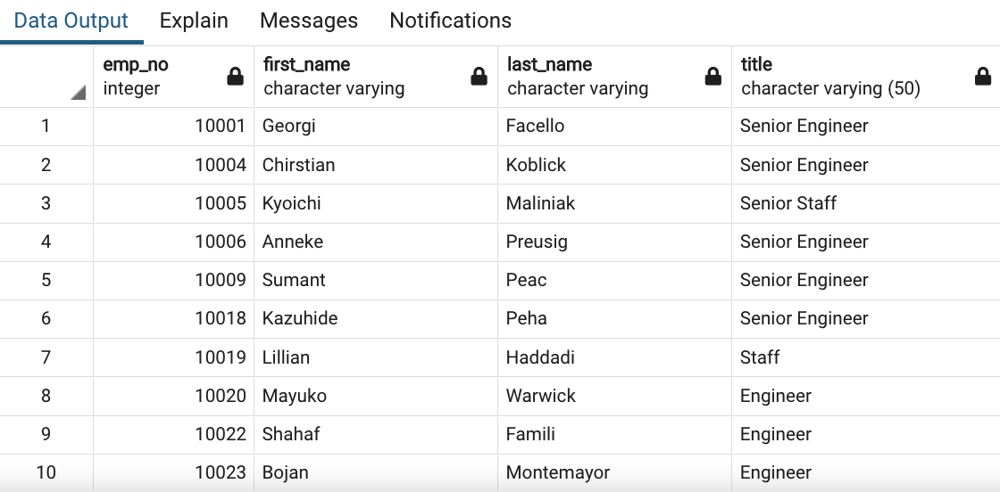 Data Output Explain Messages Notifications
emp_no first_name last_name title
integer character varying character varying character varying (50)
1 10001 Georgi Facello Senior Engineer
2 10004 Chirstian Koblick Senior Engineer
3 10005 Kyoichi Maliniak Senior Staff
4 10006 Anneke Preusig Senior Engineer
5 10009 Sumant Peac Senior Engineer
6 10018 Kazuhide Peha Senior Engineer
7 10019 Lillian Haddadi Staff
8 10020 Mayuko Warwick Engineer
9 10022 Shahaf Famili Engineer
10 10023 Bojan Montemayor Engineer